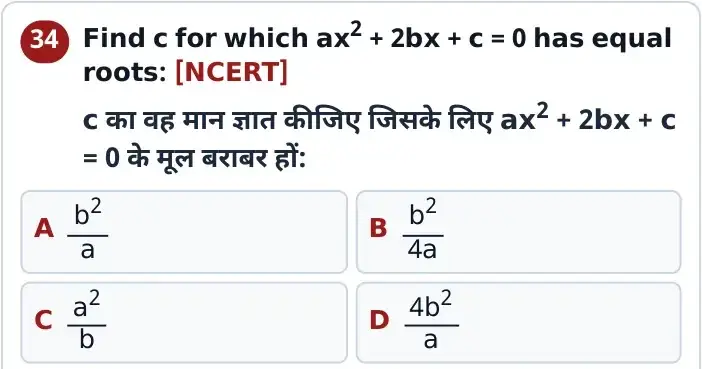 34 Find c for which ax² + 2bx + c = 0 has equal
roots: [NCERT]
c का वह मान ज्ञात कीजिए जिसके लिए ax² + 2bx + c
= 0 के मूल बराबर हों:
A b²/a B b²/4a
C a²/b D 4b²/a